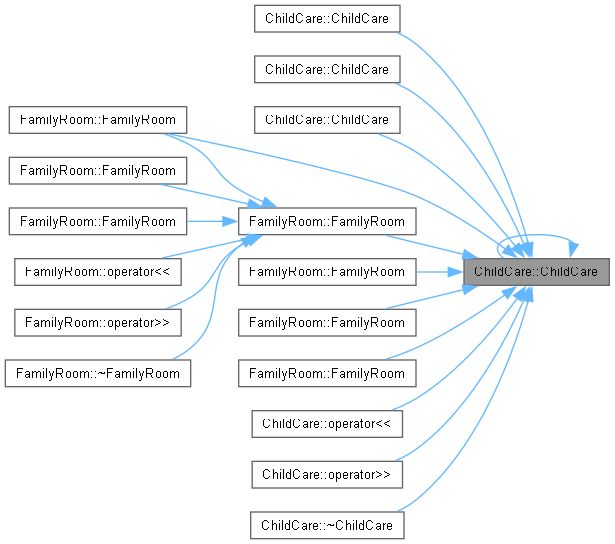 ChildCare::ChildCare
ChildCare::ChildCare
ChildCare::ChildCare
FamilyRoom::FamilyRoom
FamilyRoom::FamilyRoom
FamilyRoom::FamilyRoom
FamilyRoom::operator<<
FamilyRoom::operator>>
FamilyRoom::~FamilyRoom
FamilyRoom::FamilyRoom
FamilyRoom::FamilyRoom
FamilyRoom::FamilyRoom
FamilyRoom::FamilyRoom
ChildCare::operator<<
ChildCare::operator>>
ChildCare::~ChildCare
ChildCare::ChildCare